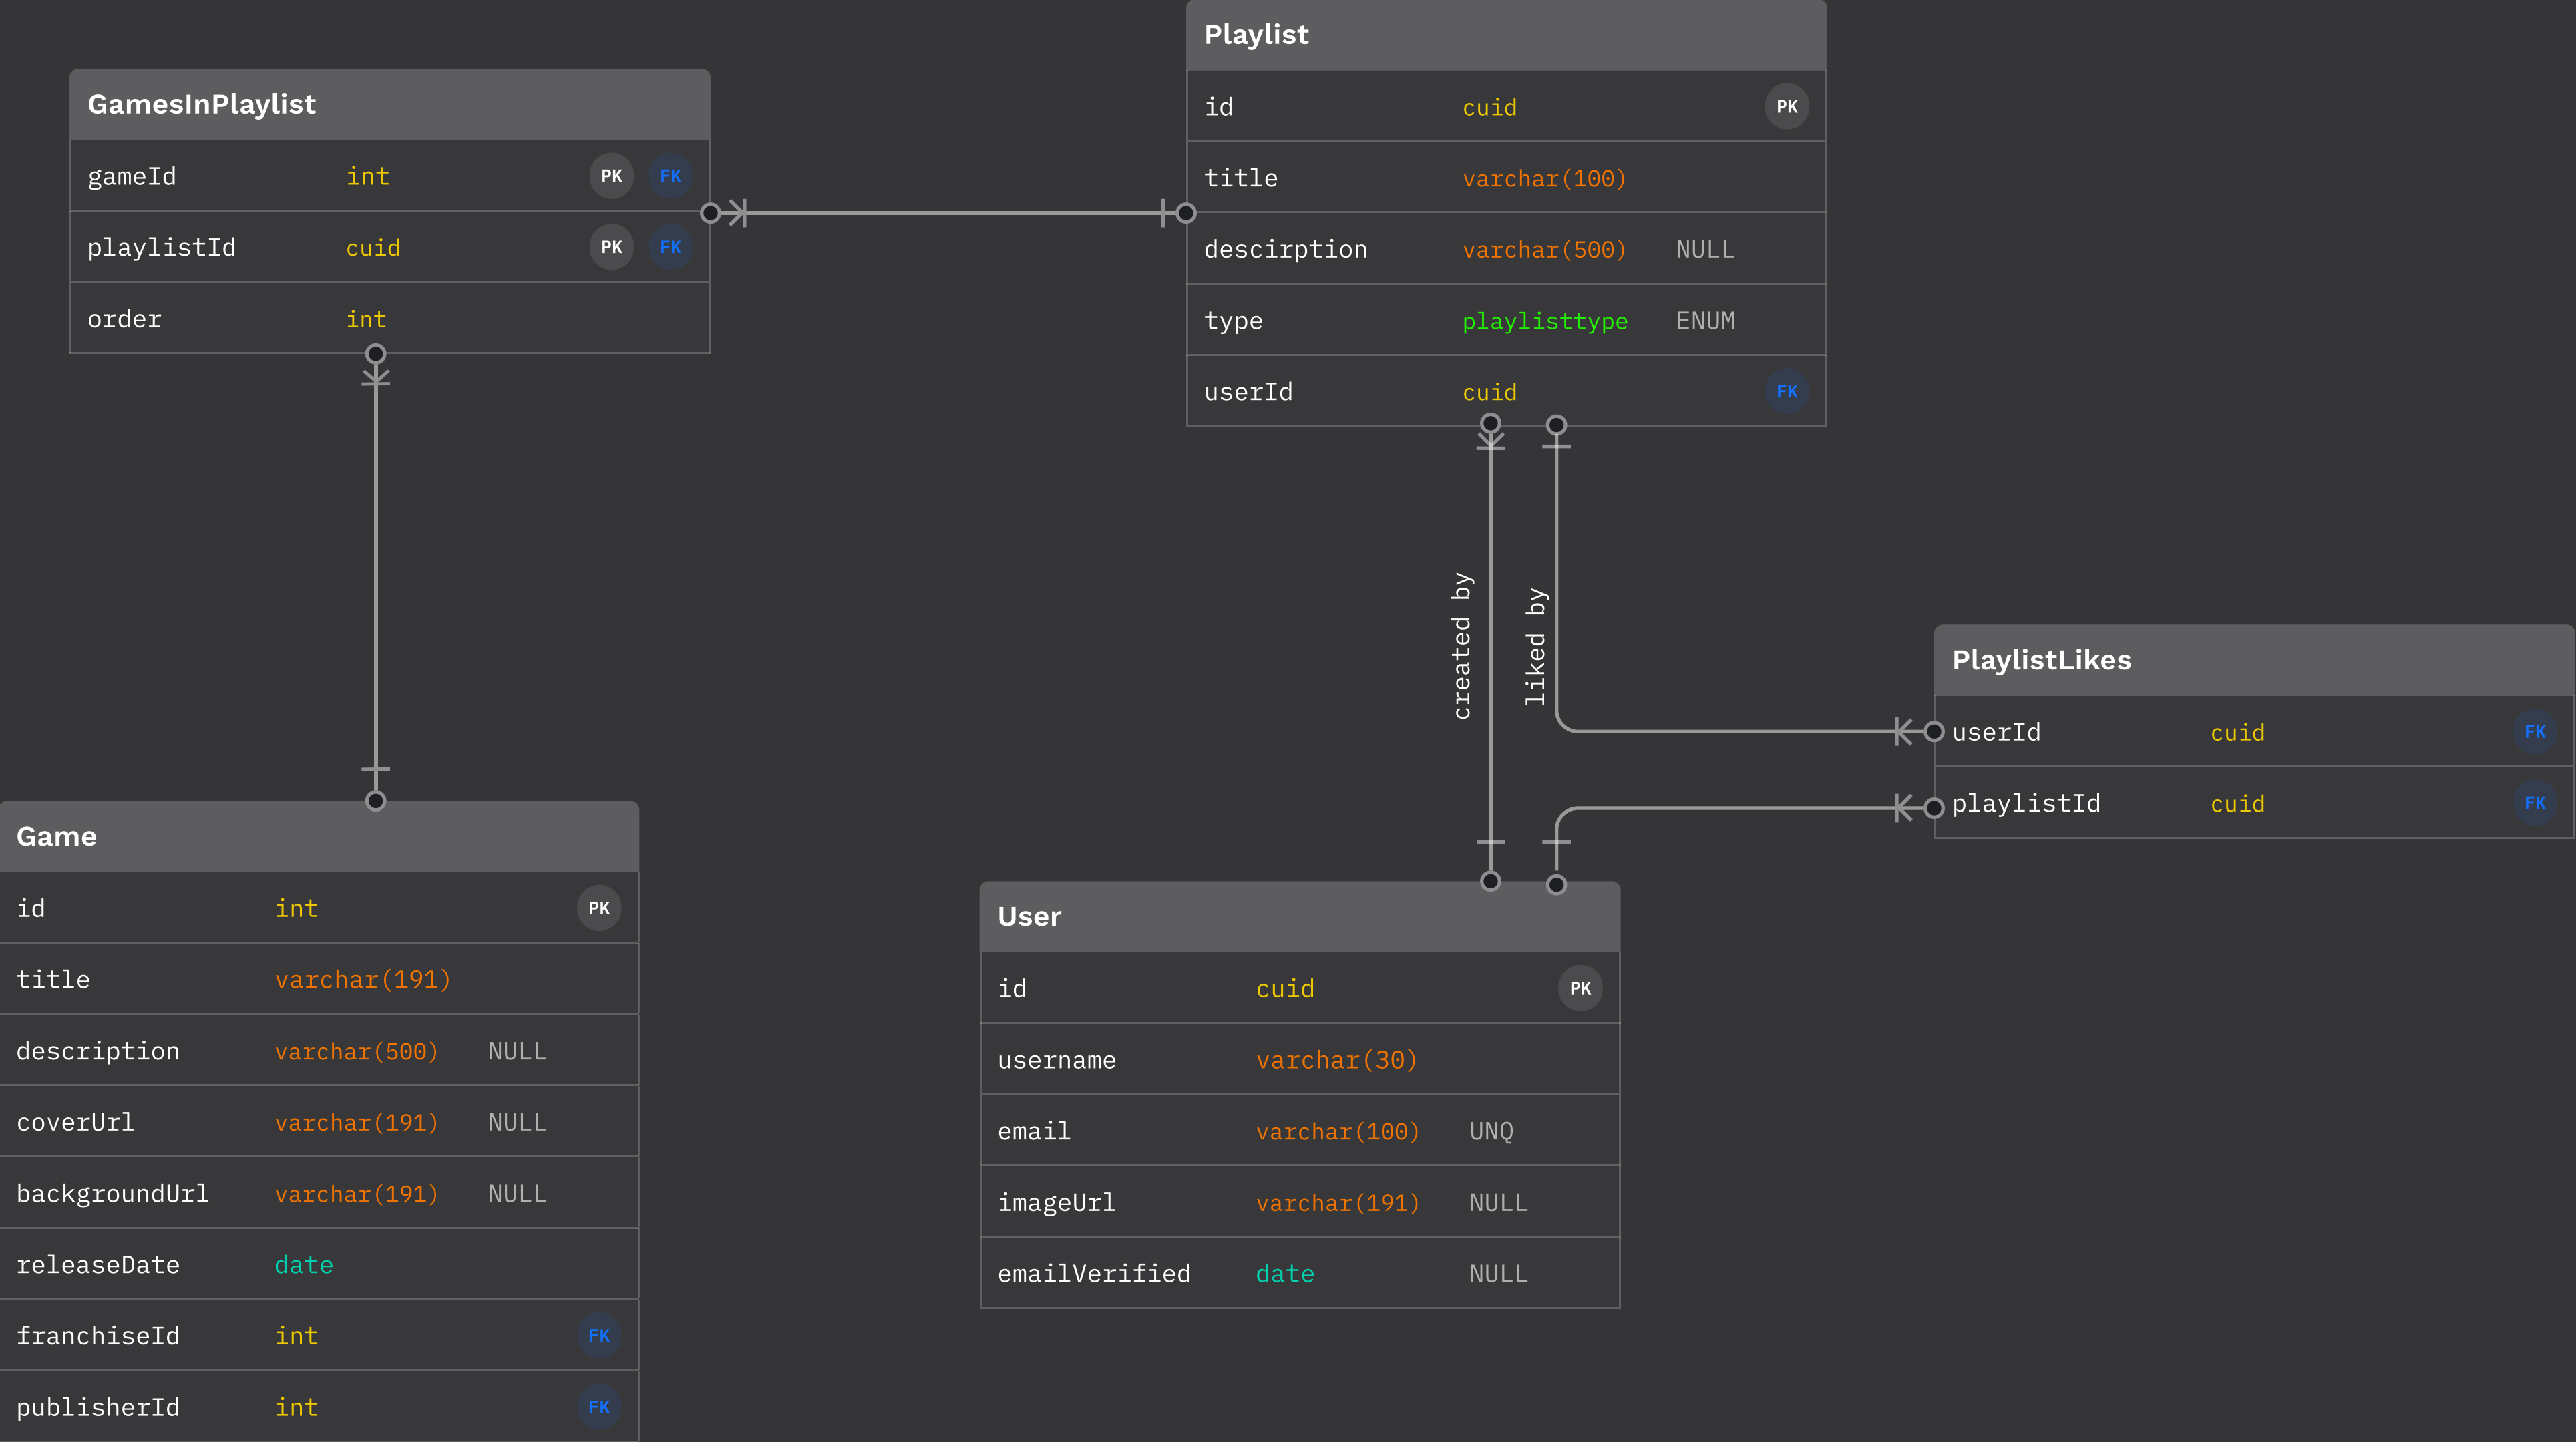 Playlist
id cuid PK
title varchar(100)
descirption varchar(500) NULL
type playlisttype ENUM
userId cuid FK
GamesInPlaylist
gameId int PK FK
playlistId cuid PK FK
order int
created by
liked by
PlaylistLikes
userId cuid FK
playlistId cuid FK
Game
id int PK
title varchar(191)
description varchar(500) NULL
coverUrl varchar(191) NULL
backgroundUrl varchar(191) NULL
releaseDate date
franchiseId int FK
publisherId int FK
User
id cuid PK
username varchar(30)
email varchar(100) UNQ
imageUrl varchar(191) NULL
emailVerified date NULL